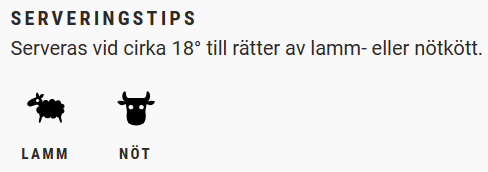 SERVERINGSTIPS
Serveras vid cirka 18° till rätter av lamm- eller nötkött.
LAMM NÖT